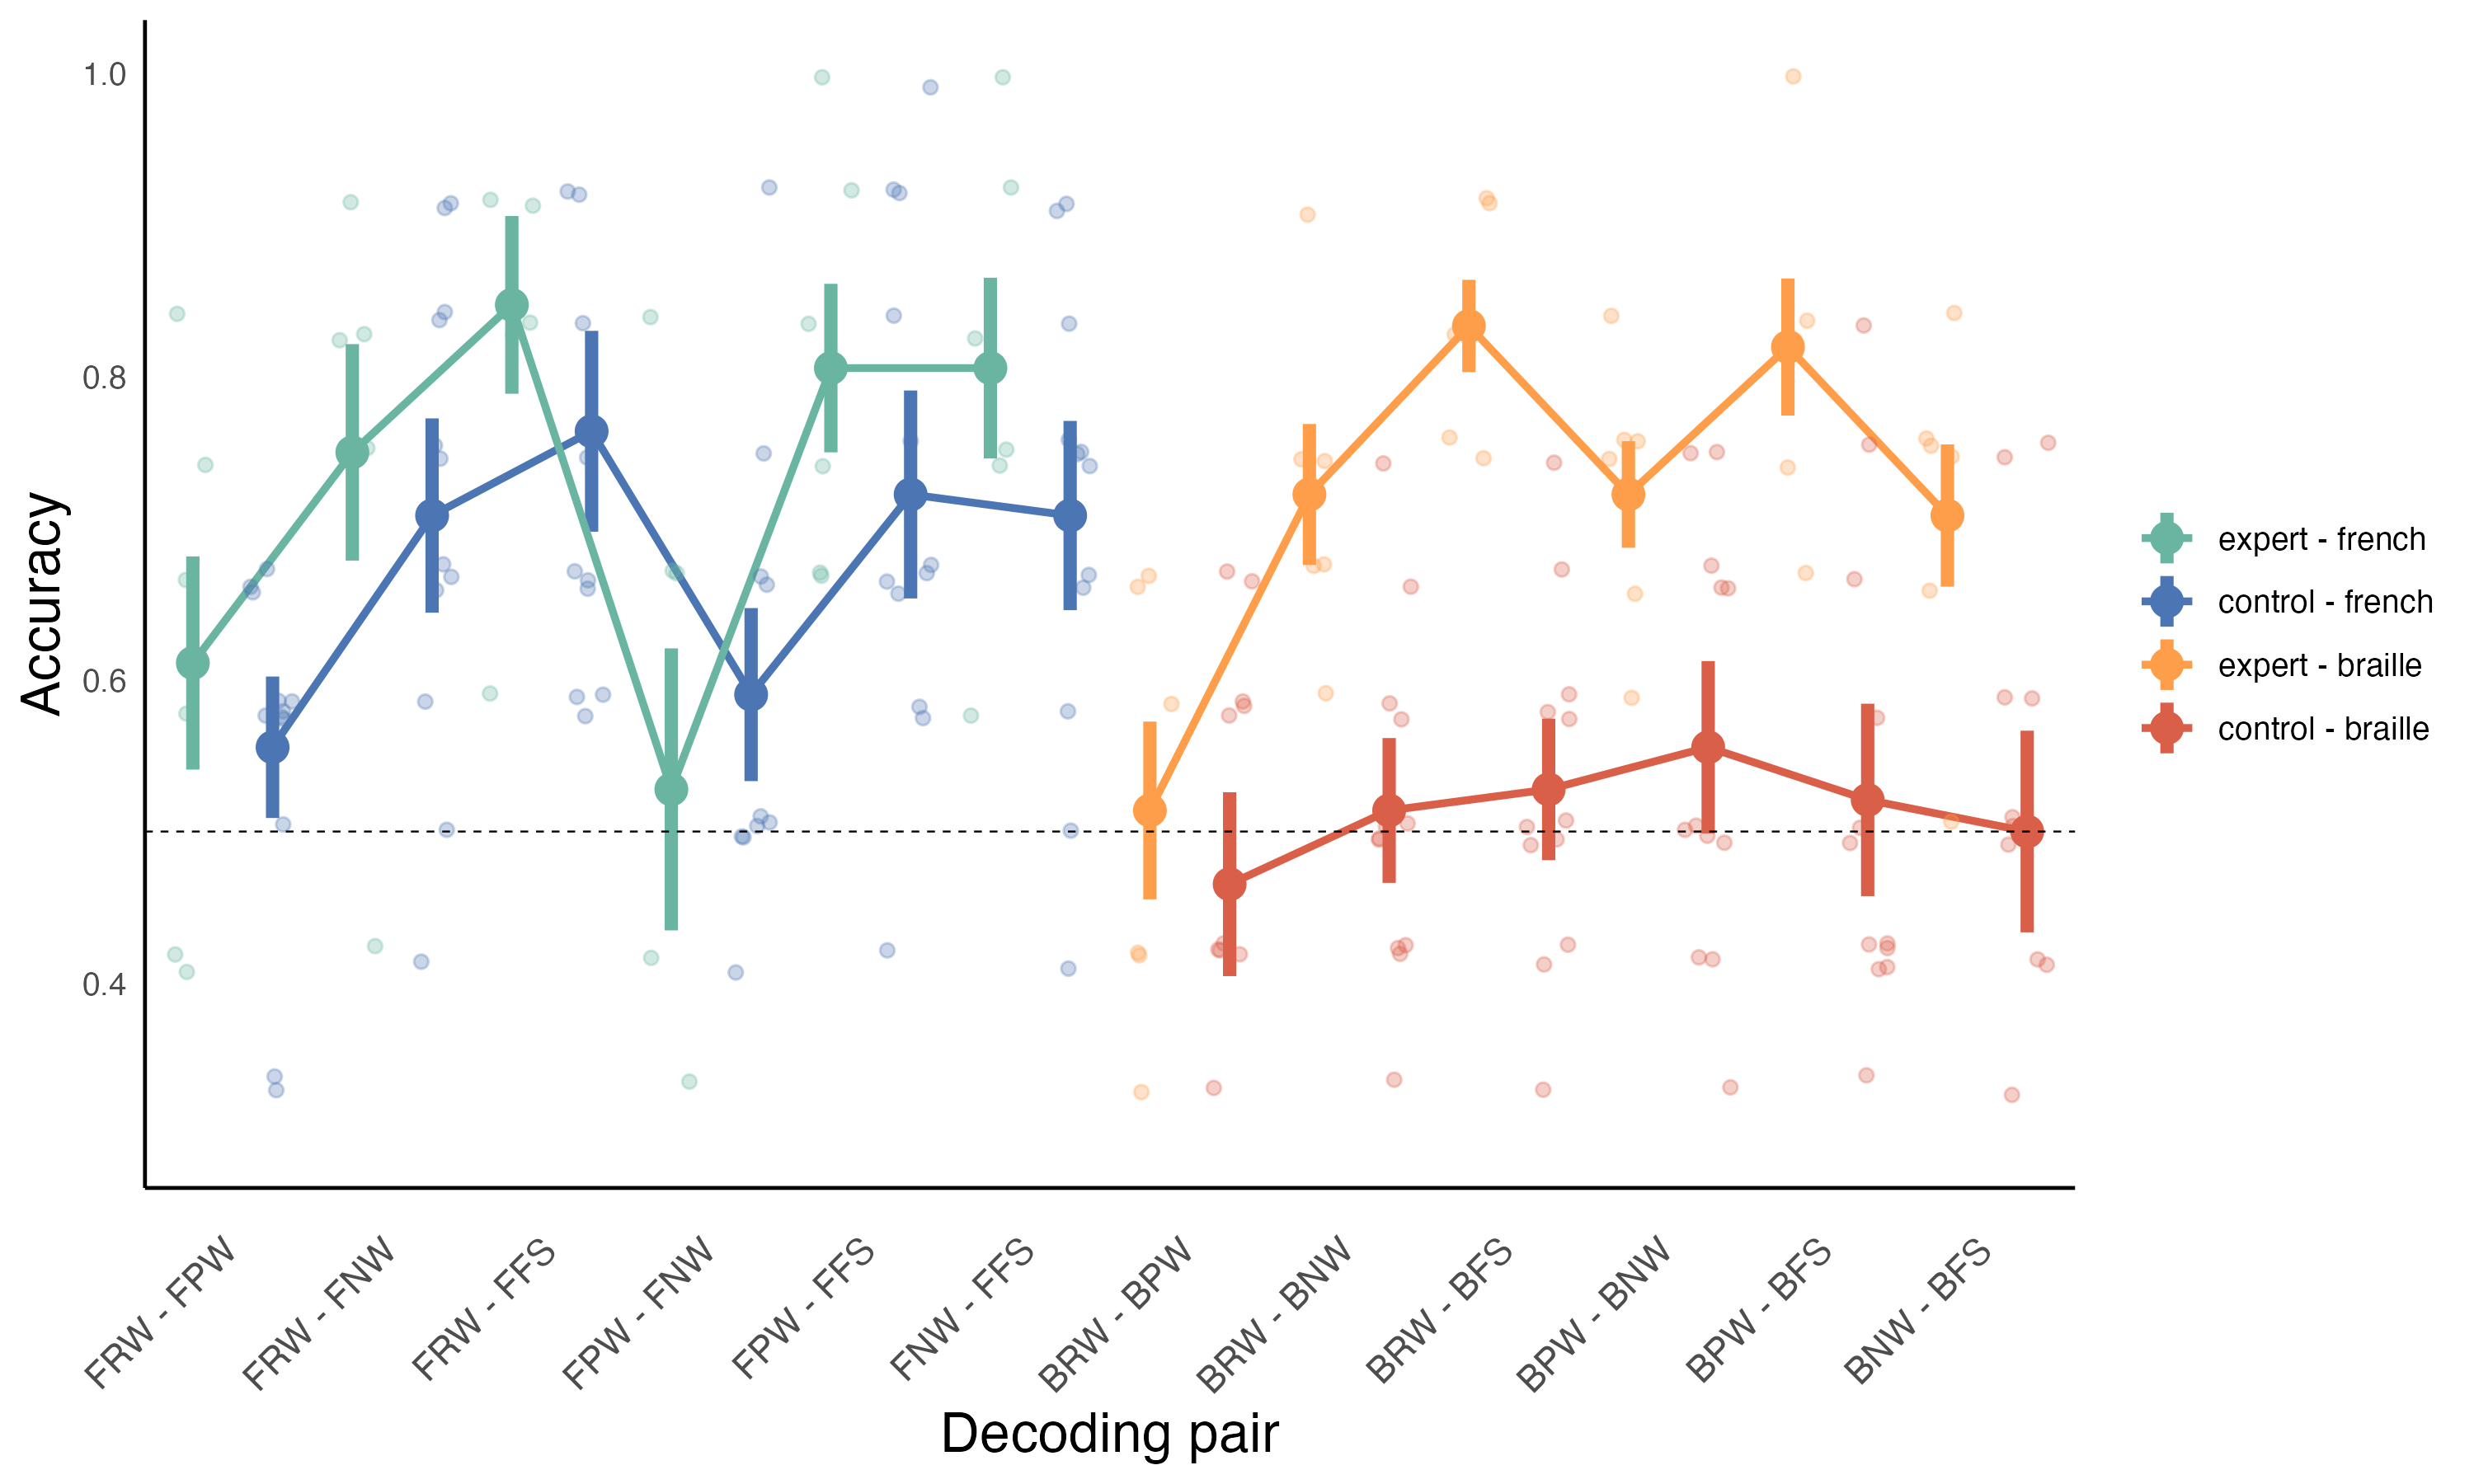 Accuracy
1.0
0.8
0.6
0.4
FRW - FPW
FRW - FNW
FRW - FFS
FPW - FNW
FPW - FFS
FNW - FFS
BRW - BPW
BRW - BNW
BRW - BFS
BPW - BNW
BPW - BFS
BNW - BFS
Decoding pair
expert - french
control - french
expert - braille
control - braille